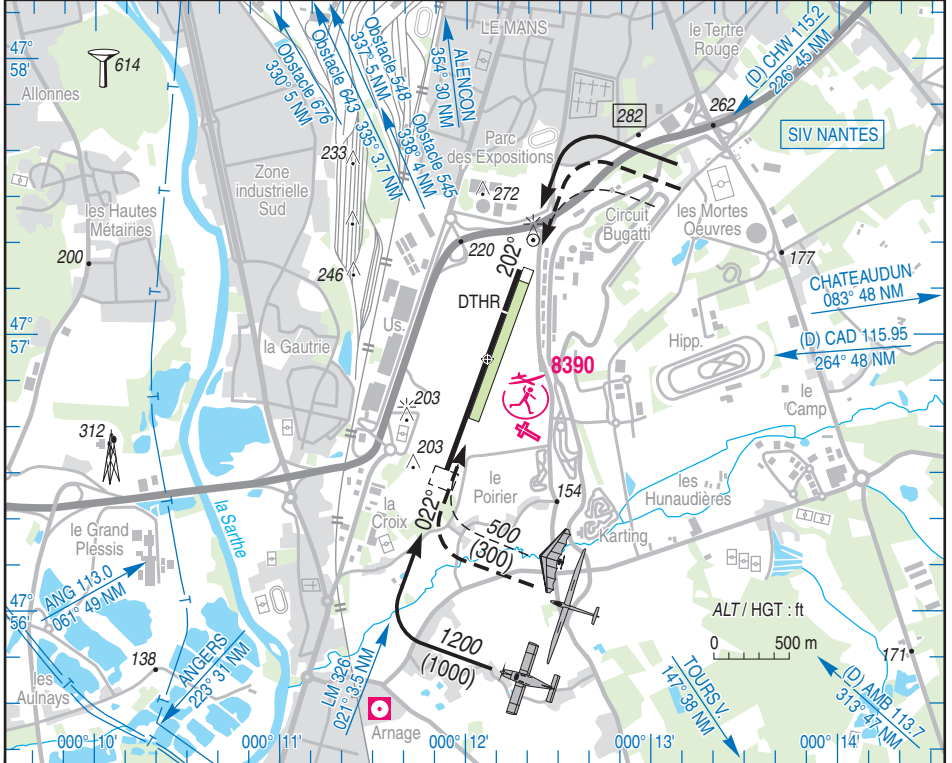 47°
58'
614
Allonnes
Obstacle 676
330° 5 NM
Obstacle 643
335° 3.7 NM
Obstacle 548
337° 5 NM
Obstacle 545
338° 4 NM
ALENCON
354° 30 NM
LE MANS
le Tertre
Rouge
(D) CHW 115.2
226° 45 NM
282
262
SIV NANTES
Parc
des Expositions
233
Zone
industrielle
Sud
272
Circuit
Bugatti
les Mortes
Oeuvres
les Hautes
Métairies
200
246
220
202°
177
CHATEAUDUN
083° 48 NM
DTHR
47°
57'
Us.
la Gautrie
Hipp.
(D) CAD 115.95
264° 48 NM
8390
le
Camp
203
312
203
la
Croix
022°
le
Poirier
154
les
Hunaudières
Karting
la Sarthe
le Grand
Plessis
500
(300)
ANG 113.0
061° 49 NM
47°
56'
ALT / HGT : ft
0 500 m
1200
(1000)
138
171
ANGERS
223° 31 NM
les
Aulnays
LM 326
021° 3.5 NM
Arnage
TOURS V.
147° 38 NM
(D) AMB 113.7
313° 47 NM
000° 10'
000° 11'
000° 12'
000° 13'
000° 14'